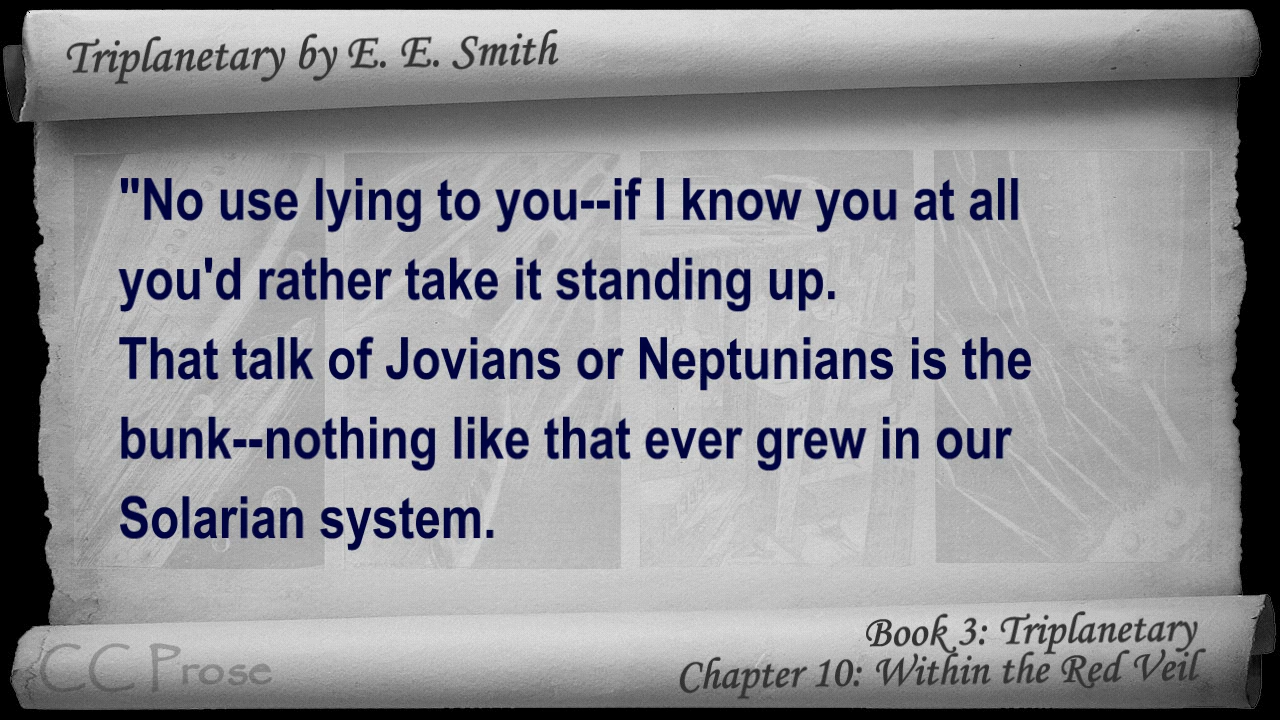 Triplanetary by E. E. Smith
"No use lying to you--if I know you at all
you'd rather take it standing up.
That talk of Jovians or Neptunians is the
bunk--nothing like that ever grew in our
Solarian system.
Book 3: Triplanetary
Chapter 10: Within the Red Veil
CC Prose